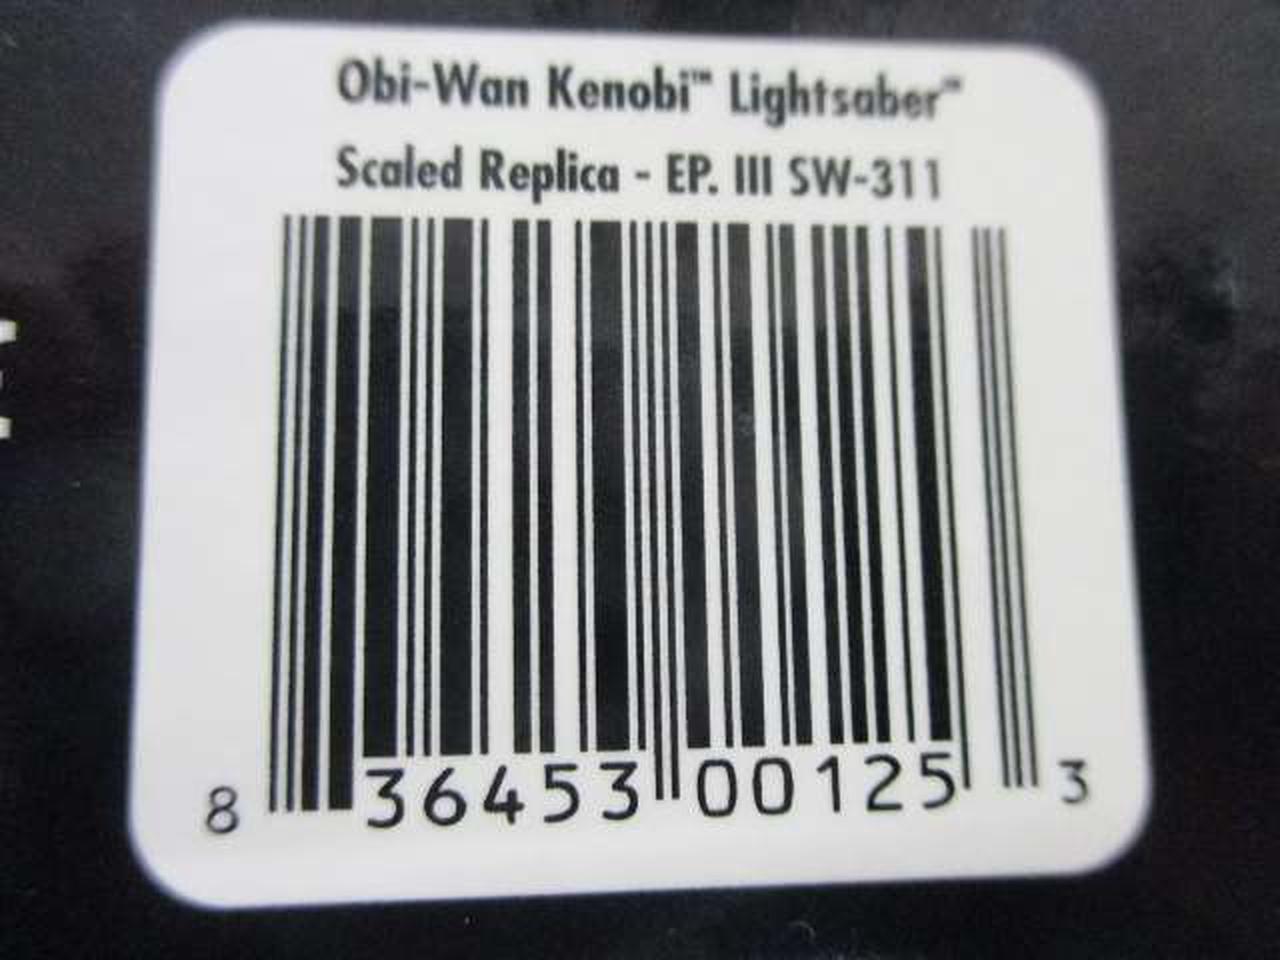 Obi-Wan Kenobi™ Lightsaber™
Scaled Replica - EP. III SW-311
8 36453 00125 3